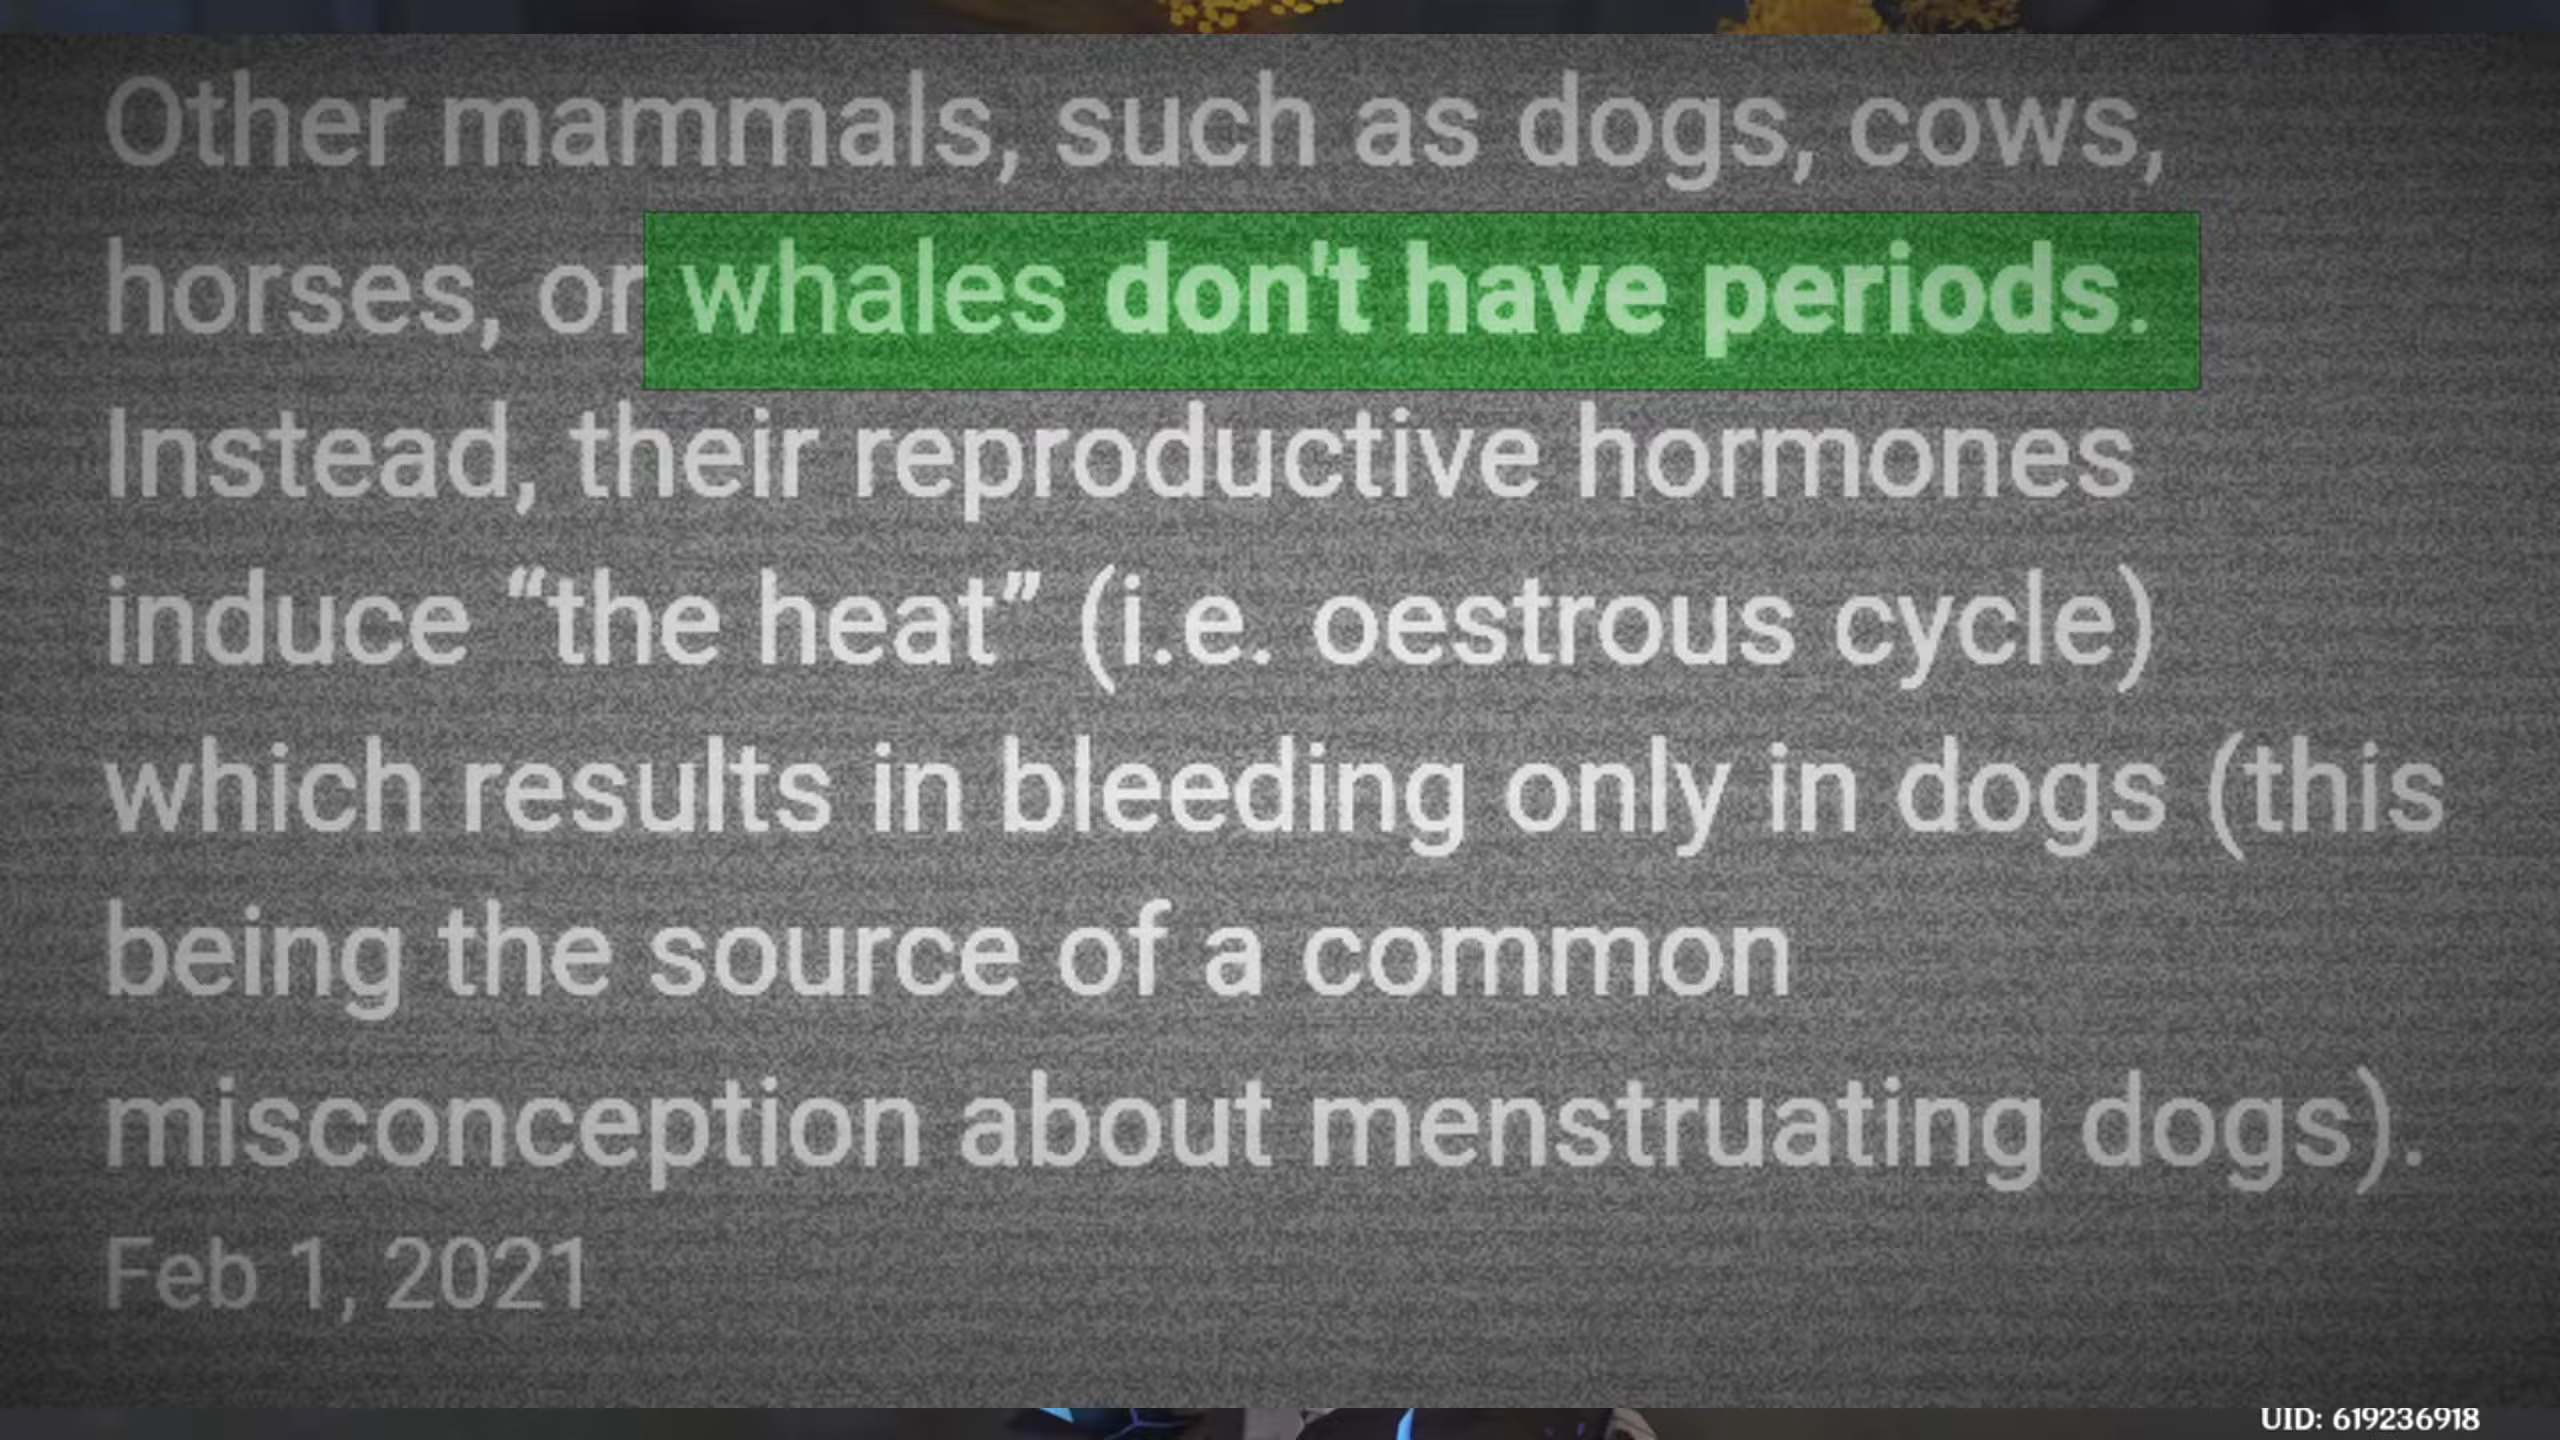 Other mammals, such as dogs, cows,
horses, or whales don't have periods.
Instead, their reproductive hormones
induce “the heat” (i.e. oestrous cycle)
which results in bleeding only in dogs (this
being the source of a common
misconception about menstruating dogs).
Feb 1, 2021
UID: 619236918